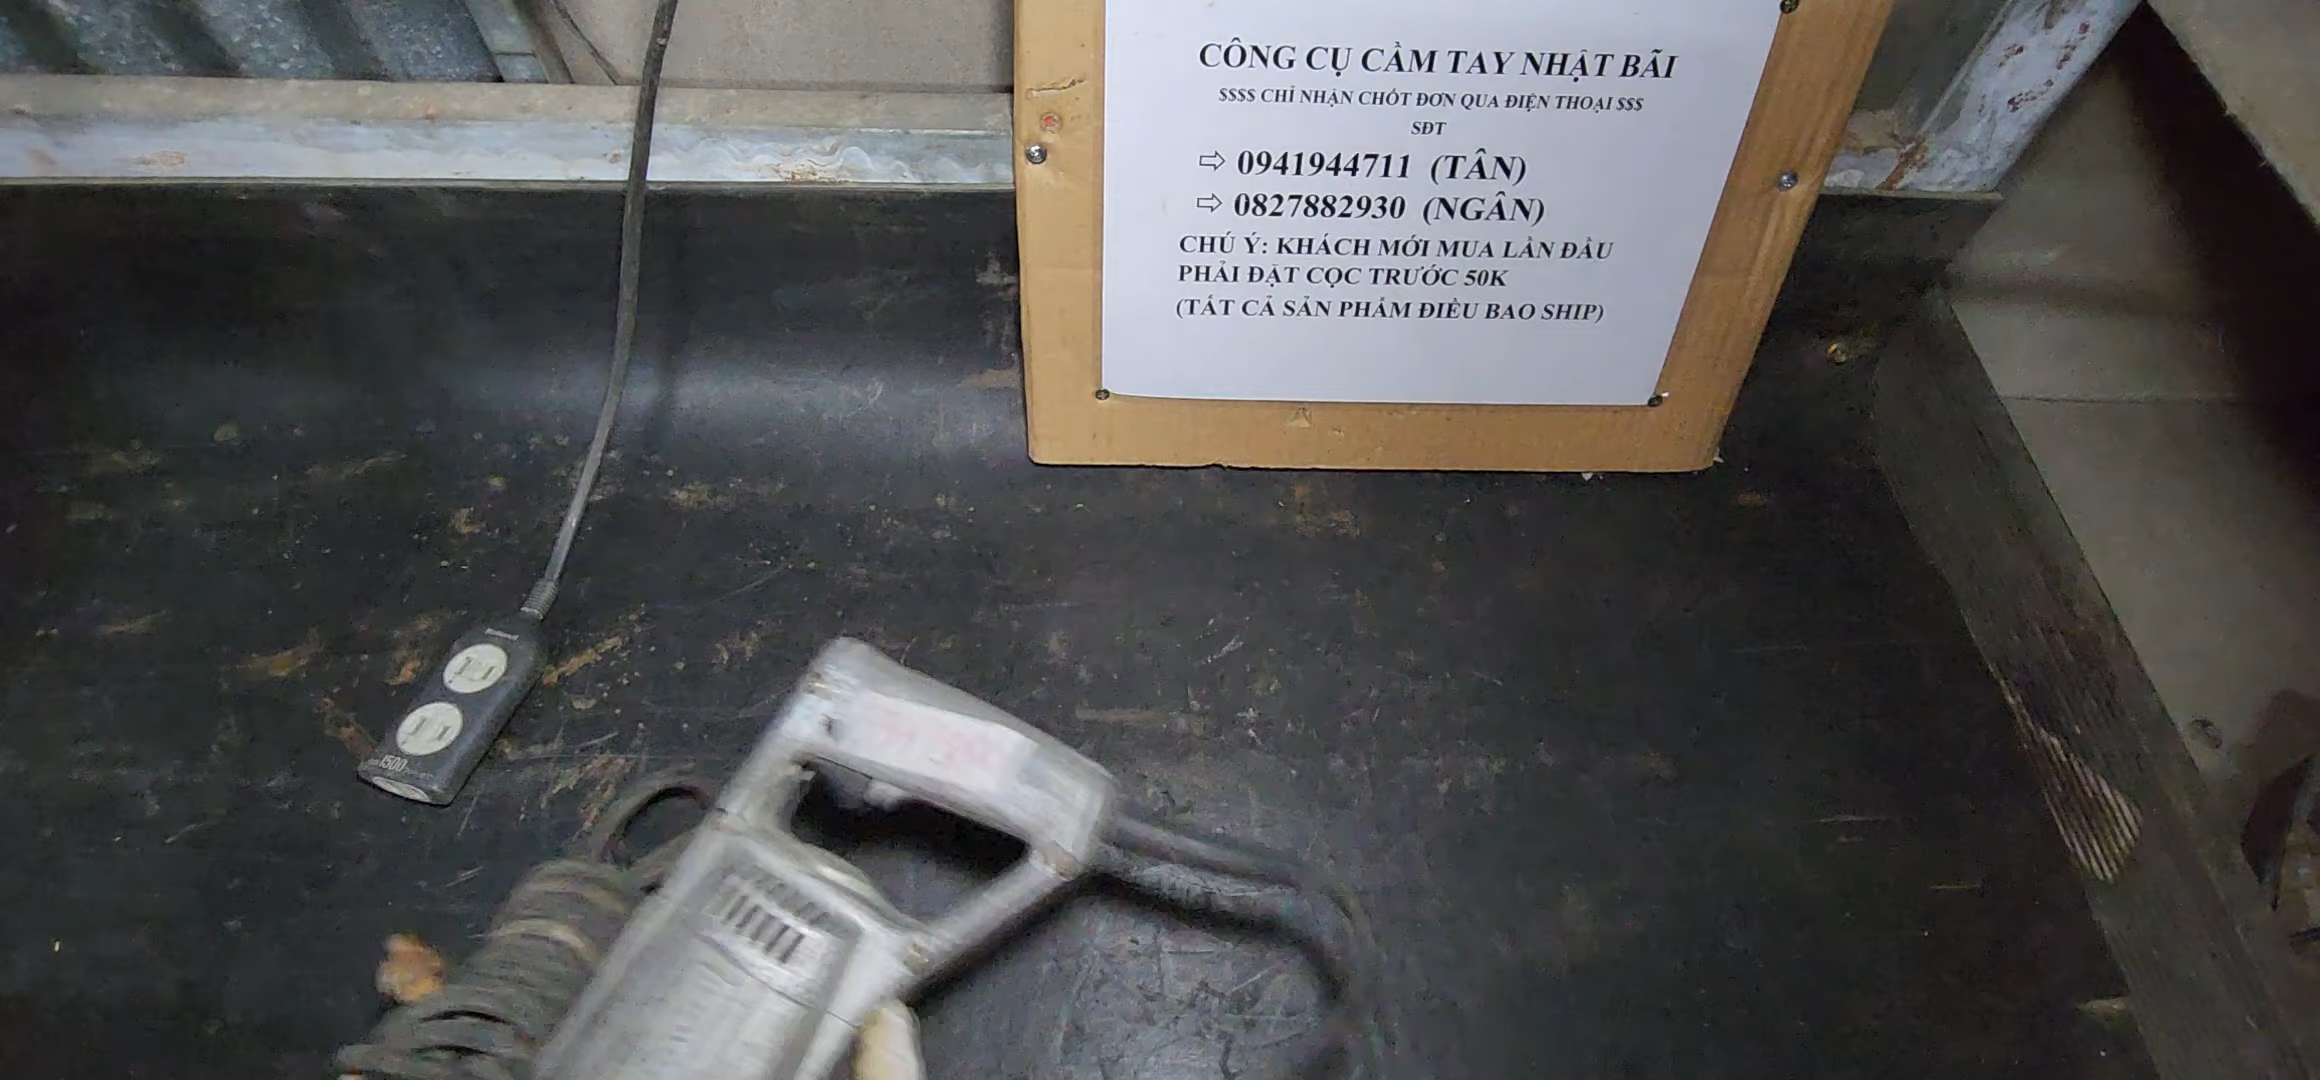 CÔNG CỤ CẦM TAY NHẬT BÃI
$$$$ CHỈ NHẬN CHỐT ĐƠN QUA ĐIỆN THOẠI $$$
SĐT
⇨ 0941944711 (TÂN)
⇨ 0827882930 (NGÂN)
CHÚ Ý: KHÁCH MỚI MUA LẦN ĐẦU
PHẢI ĐẶT CỌC TRƯỚC 50K
(TẤT CẢ SẢN PHẨM ĐIỀU BAO SHIP)
1500